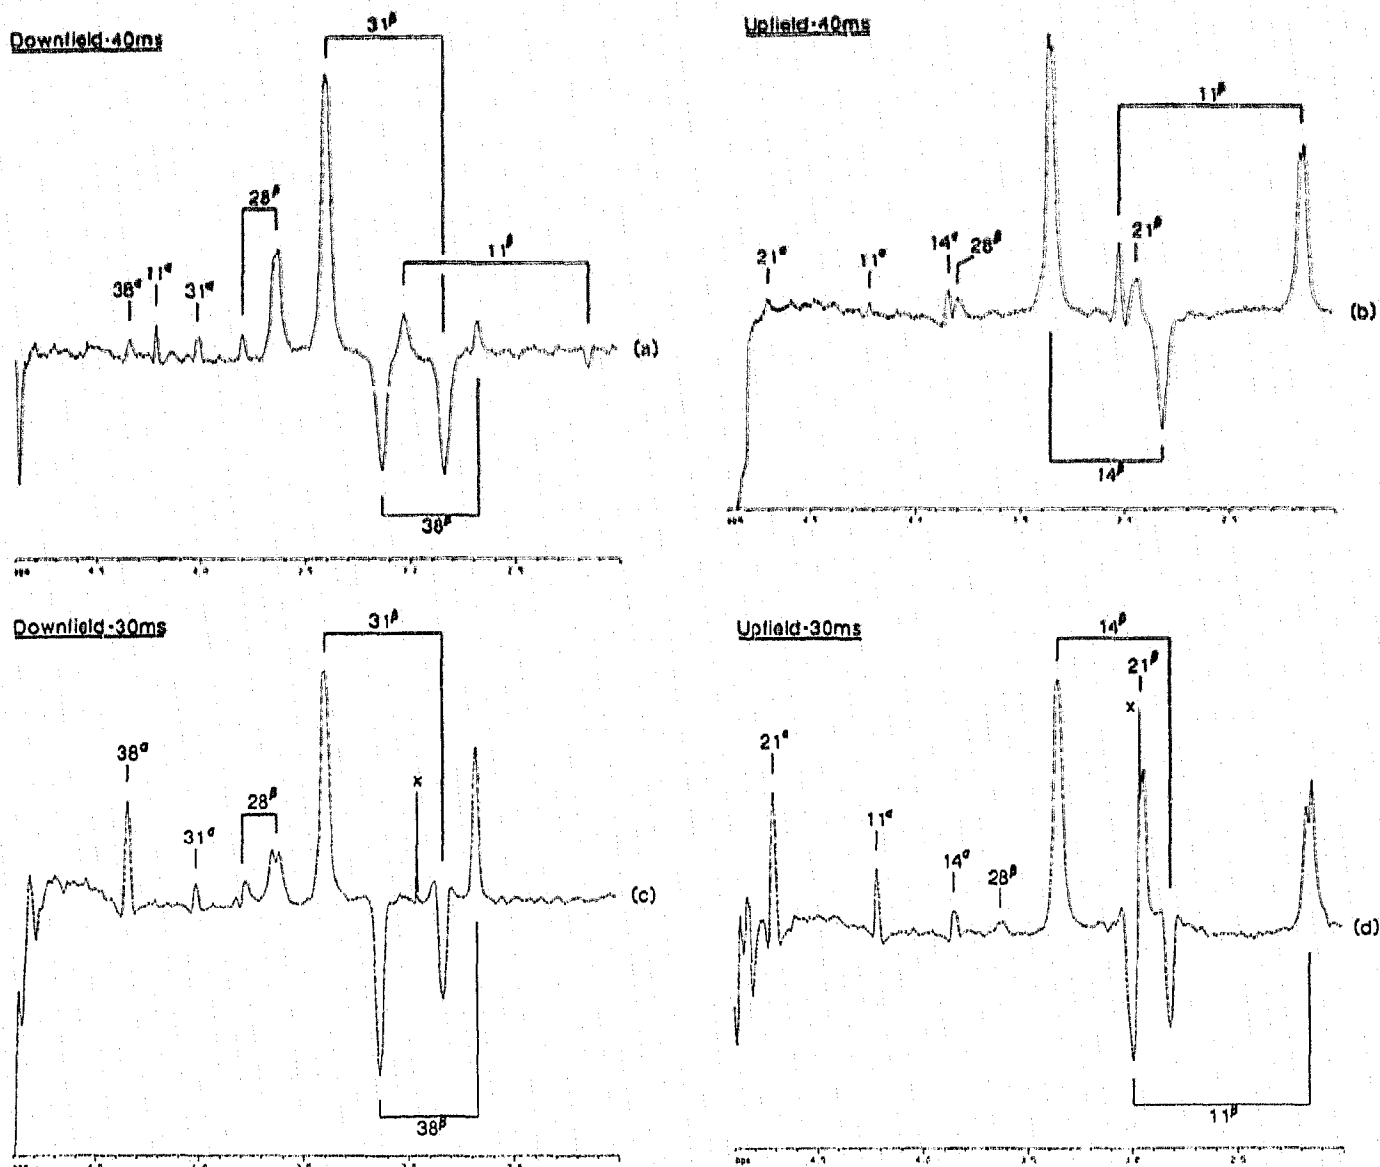 Downfield·40ms
31β
28β
11β
38α
11α
31α
(a)
38β
Upfield·40ms
11β
21α
11α
14α
28β
21β
(b)
14β
Downfield·30ms
31β
38α
31α
28β
x
(c)
38β
Upfield·30ms
14β
21β
x
21α
11α
14α
28β
(d)
11β